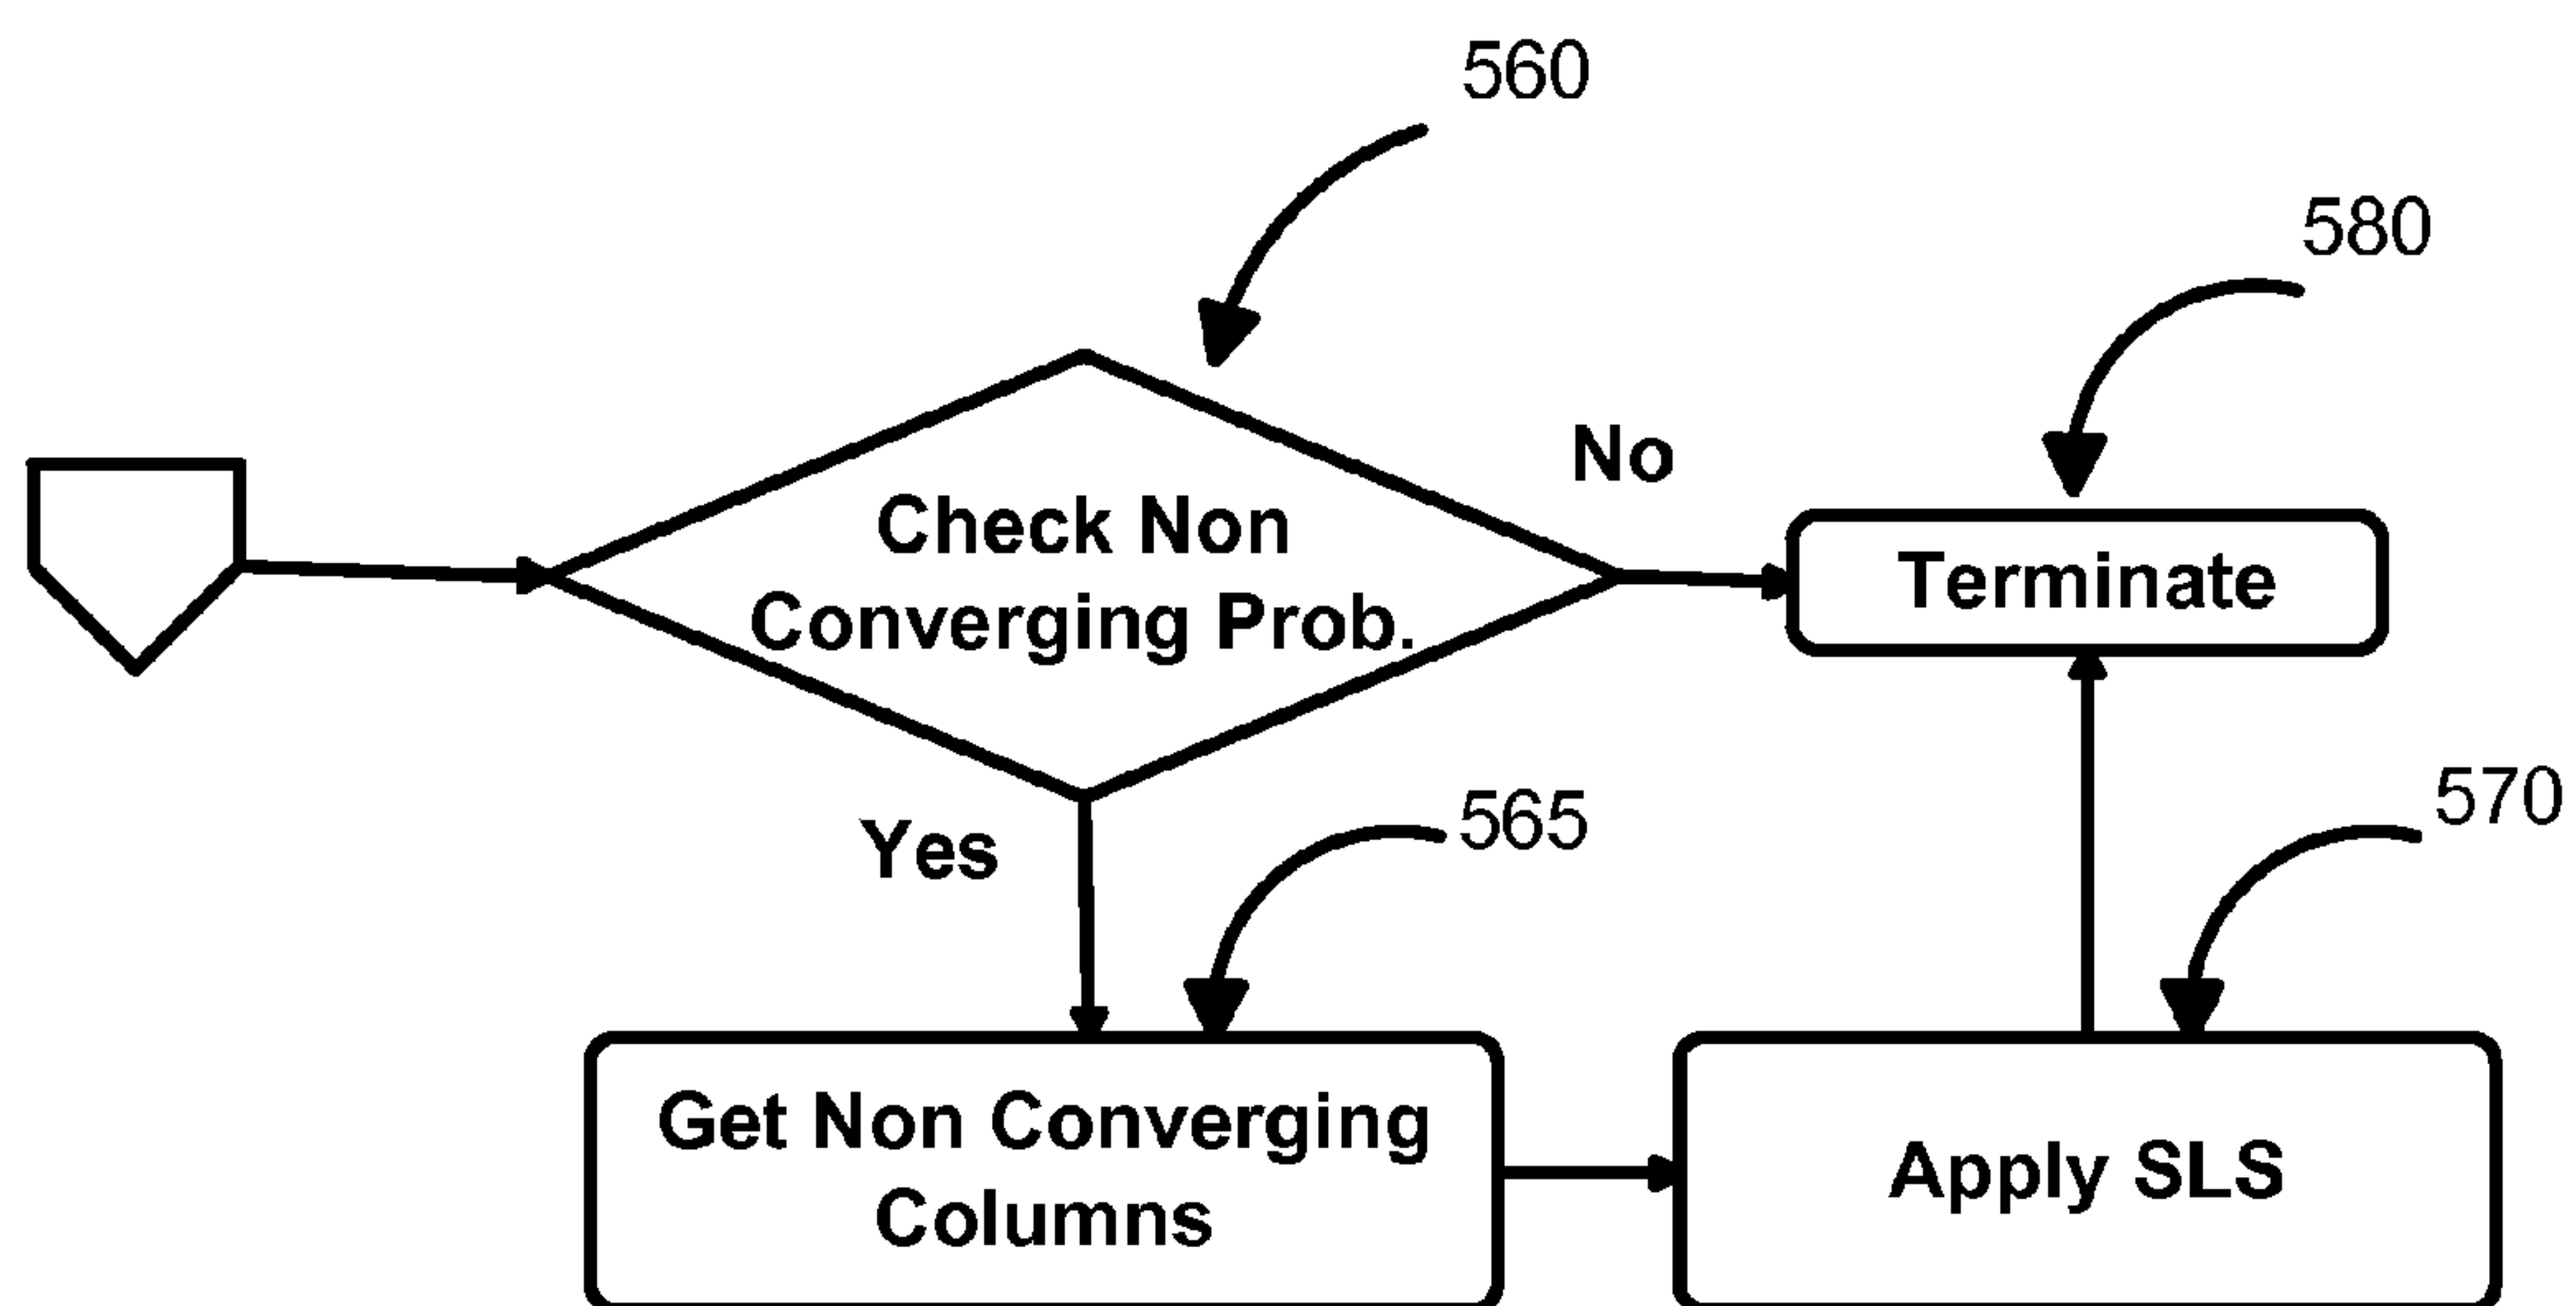 560
580
No
Check Non
Converging Prob.
Terminate
Yes
565
570
Get Non Converging
Columns
Apply SLS